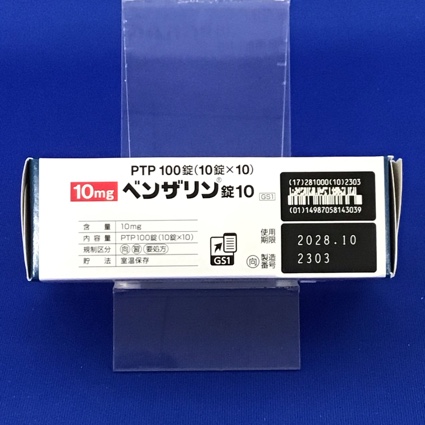 PTP 100錠(10錠×10)
10mg ベンザリン®錠10 GS1
含量 10mg
内容量 PTP100錠(10錠×10)
規制区分 向 習 要処方
貯法 室温保存
GS1
(17)281000(10)2303
(01)14987058143039
使用期限 2028.10
向 製造番号 2303